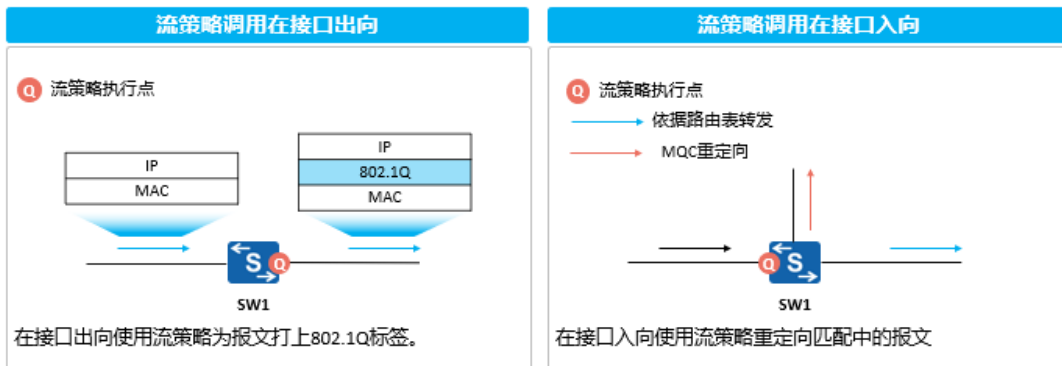 流策略调用在接口出向
Q 流策略执行点
IP
MAC
IP
802.1Q
MAC
S Q
SW1
在接口出向使用流策略为报文打上802.1Q标签。
流策略调用在接口入向
Q 流策略执行点
依据路由表转发
MQC重定向
Q S
SW1
在接口入向使用流策略重定向匹配中的报文